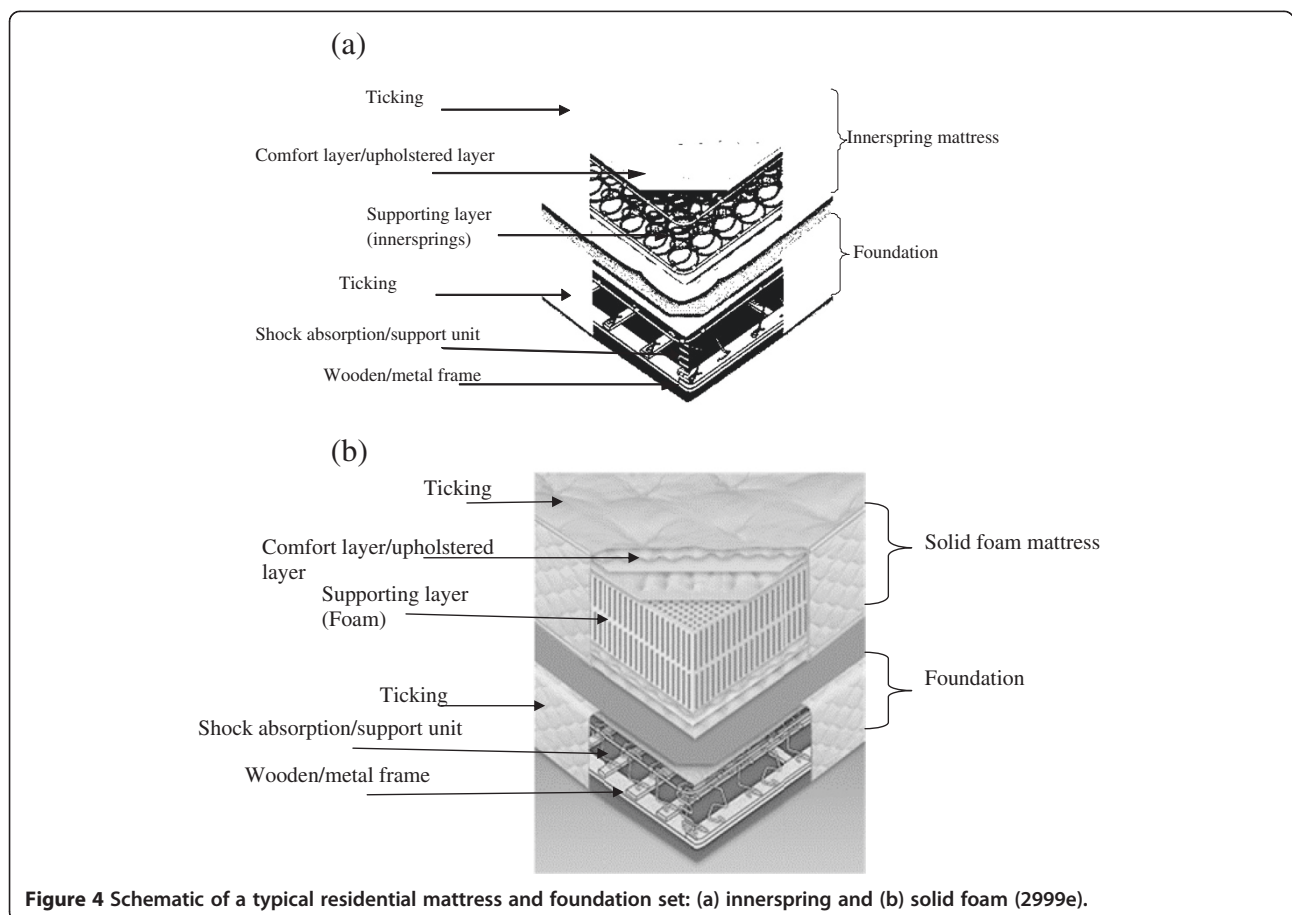 (a)
Ticking
Comfort layer/upholstered layer
Supporting layer
(innersprings)
Ticking
Shock absorption/support unit
Wooden/metal frame
Innerspring mattress
Foundation
(b)
Ticking
Comfort layer/upholstered
layer
Supporting layer
(Foam)
Ticking
Shock absorption/support unit
Wooden/metal frame
Solid foam mattress
Foundation
Figure 4 Schematic of a typical residential mattress and foundation set: (a) innerspring and (b) solid foam (2999e).